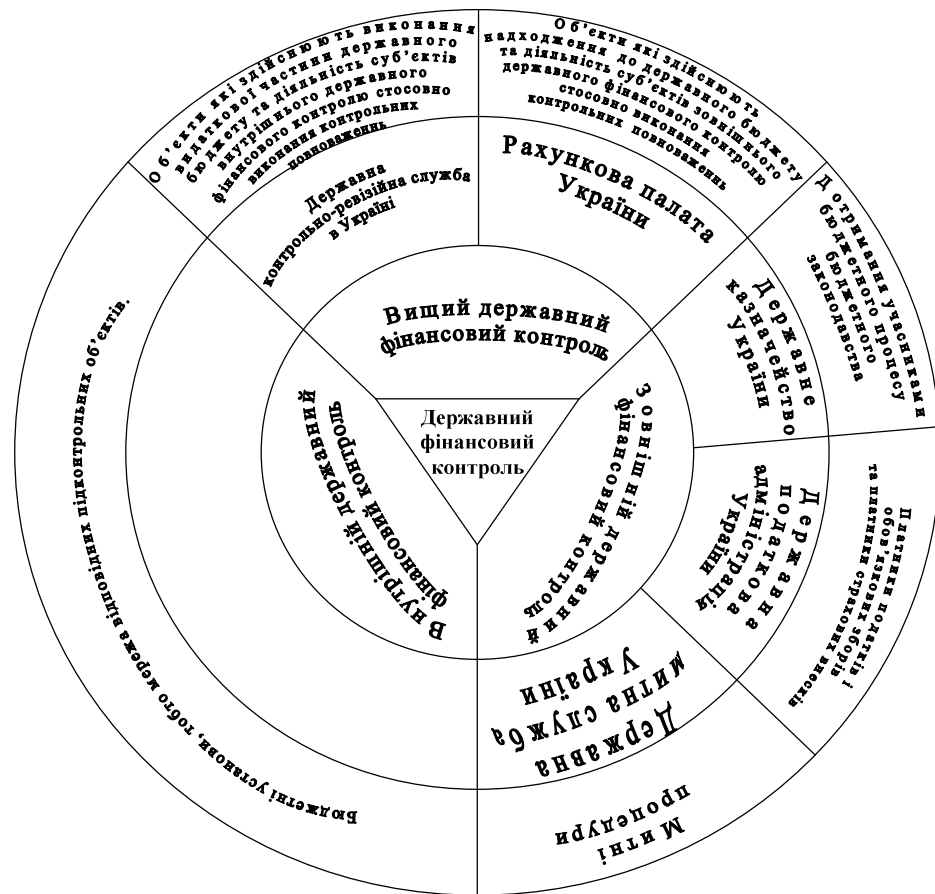 Об'єкти які здійснюють виконання
видаткової частини державного
бюджету та діяльність суб'єктів
внутрішнього державного
фінансового контролю стосовно
виконання контрольних
повноваженнь
Об'єкти які здійснюють
надходження до державного бюджету
та діяльність суб'єктів зовнішнього
державного фінансового контролю
стосовно виконання
контрольних повноваженнь
Державна
контрольно-ревізійна служба
в Україні
Рахункова палата
України
Дотримання учасниками
бюджетного процесу
бюджетного
законодавства
Державне
казначейство
України
Вищий державний
фінансовий контроль
Державний
фінансовий
контроль
Внутрішній державний
фінансовий контроль
Зовнішній державний
фінансовий контроль
Державна
податкова
адміністрація
України
Платники податків і
обов'язкових зборів
та платники страхових внесків
Державна
митна служба
України
Митні
процедури
Бюджетні установи, тобто мережа відповідних підконтрольних об'єктів.